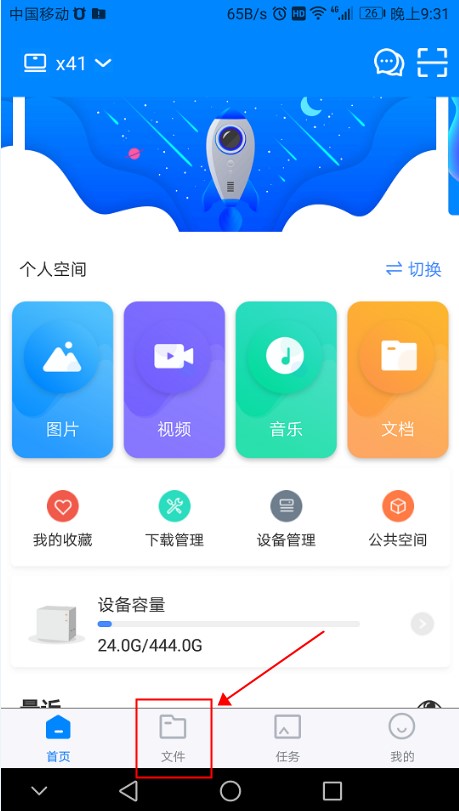 中国移动 65B/s HD 4G 26 晚上9:31
x41
个人空间 切换
图片 视频 音乐 文档
我的收藏 下载管理 设备管理 公共空间
设备容量
24.0G/444.0G
最近
首页 文件 任务 我的